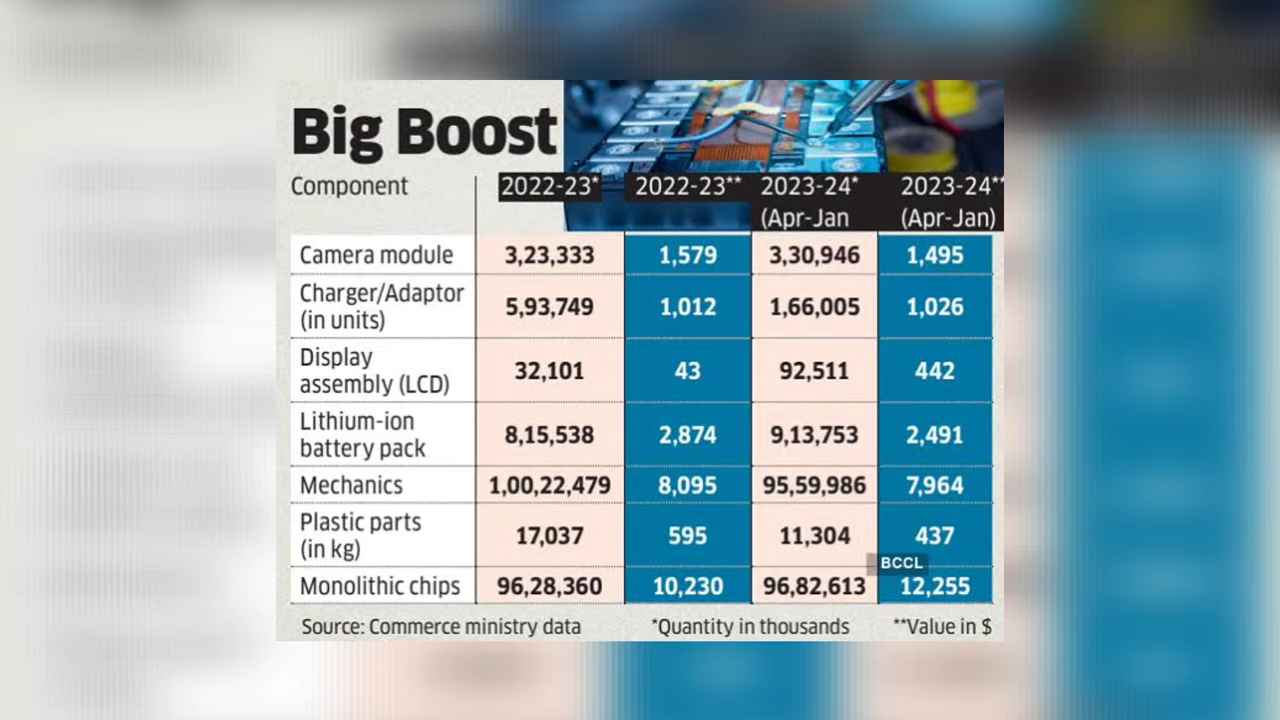 Big Boost
Component 2022-23* 2022-23** 2023-24* 2023-24**
(Apr-Jan (Apr-Jan)
Camera module 3,23,333 1,579 3,30,946 1,495
Charger/Adaptor
(in units) 5,93,749 1,012 1,66,005 1,026
Display
assembly (LCD) 32,101 43 92,511 442
Lithium-ion
battery pack 8,15,538 2,874 9,13,753 2,491
Mechanics 1,00,22,479 8,095 95,59,986 7,964
Plastic parts
(in kg) 17,037 595 11,304 437
BCCL
Monolithic chips 96,28,360 10,230 96,82,613 12,255
Source: Commerce ministry data *Quantity in thousands **Value in $